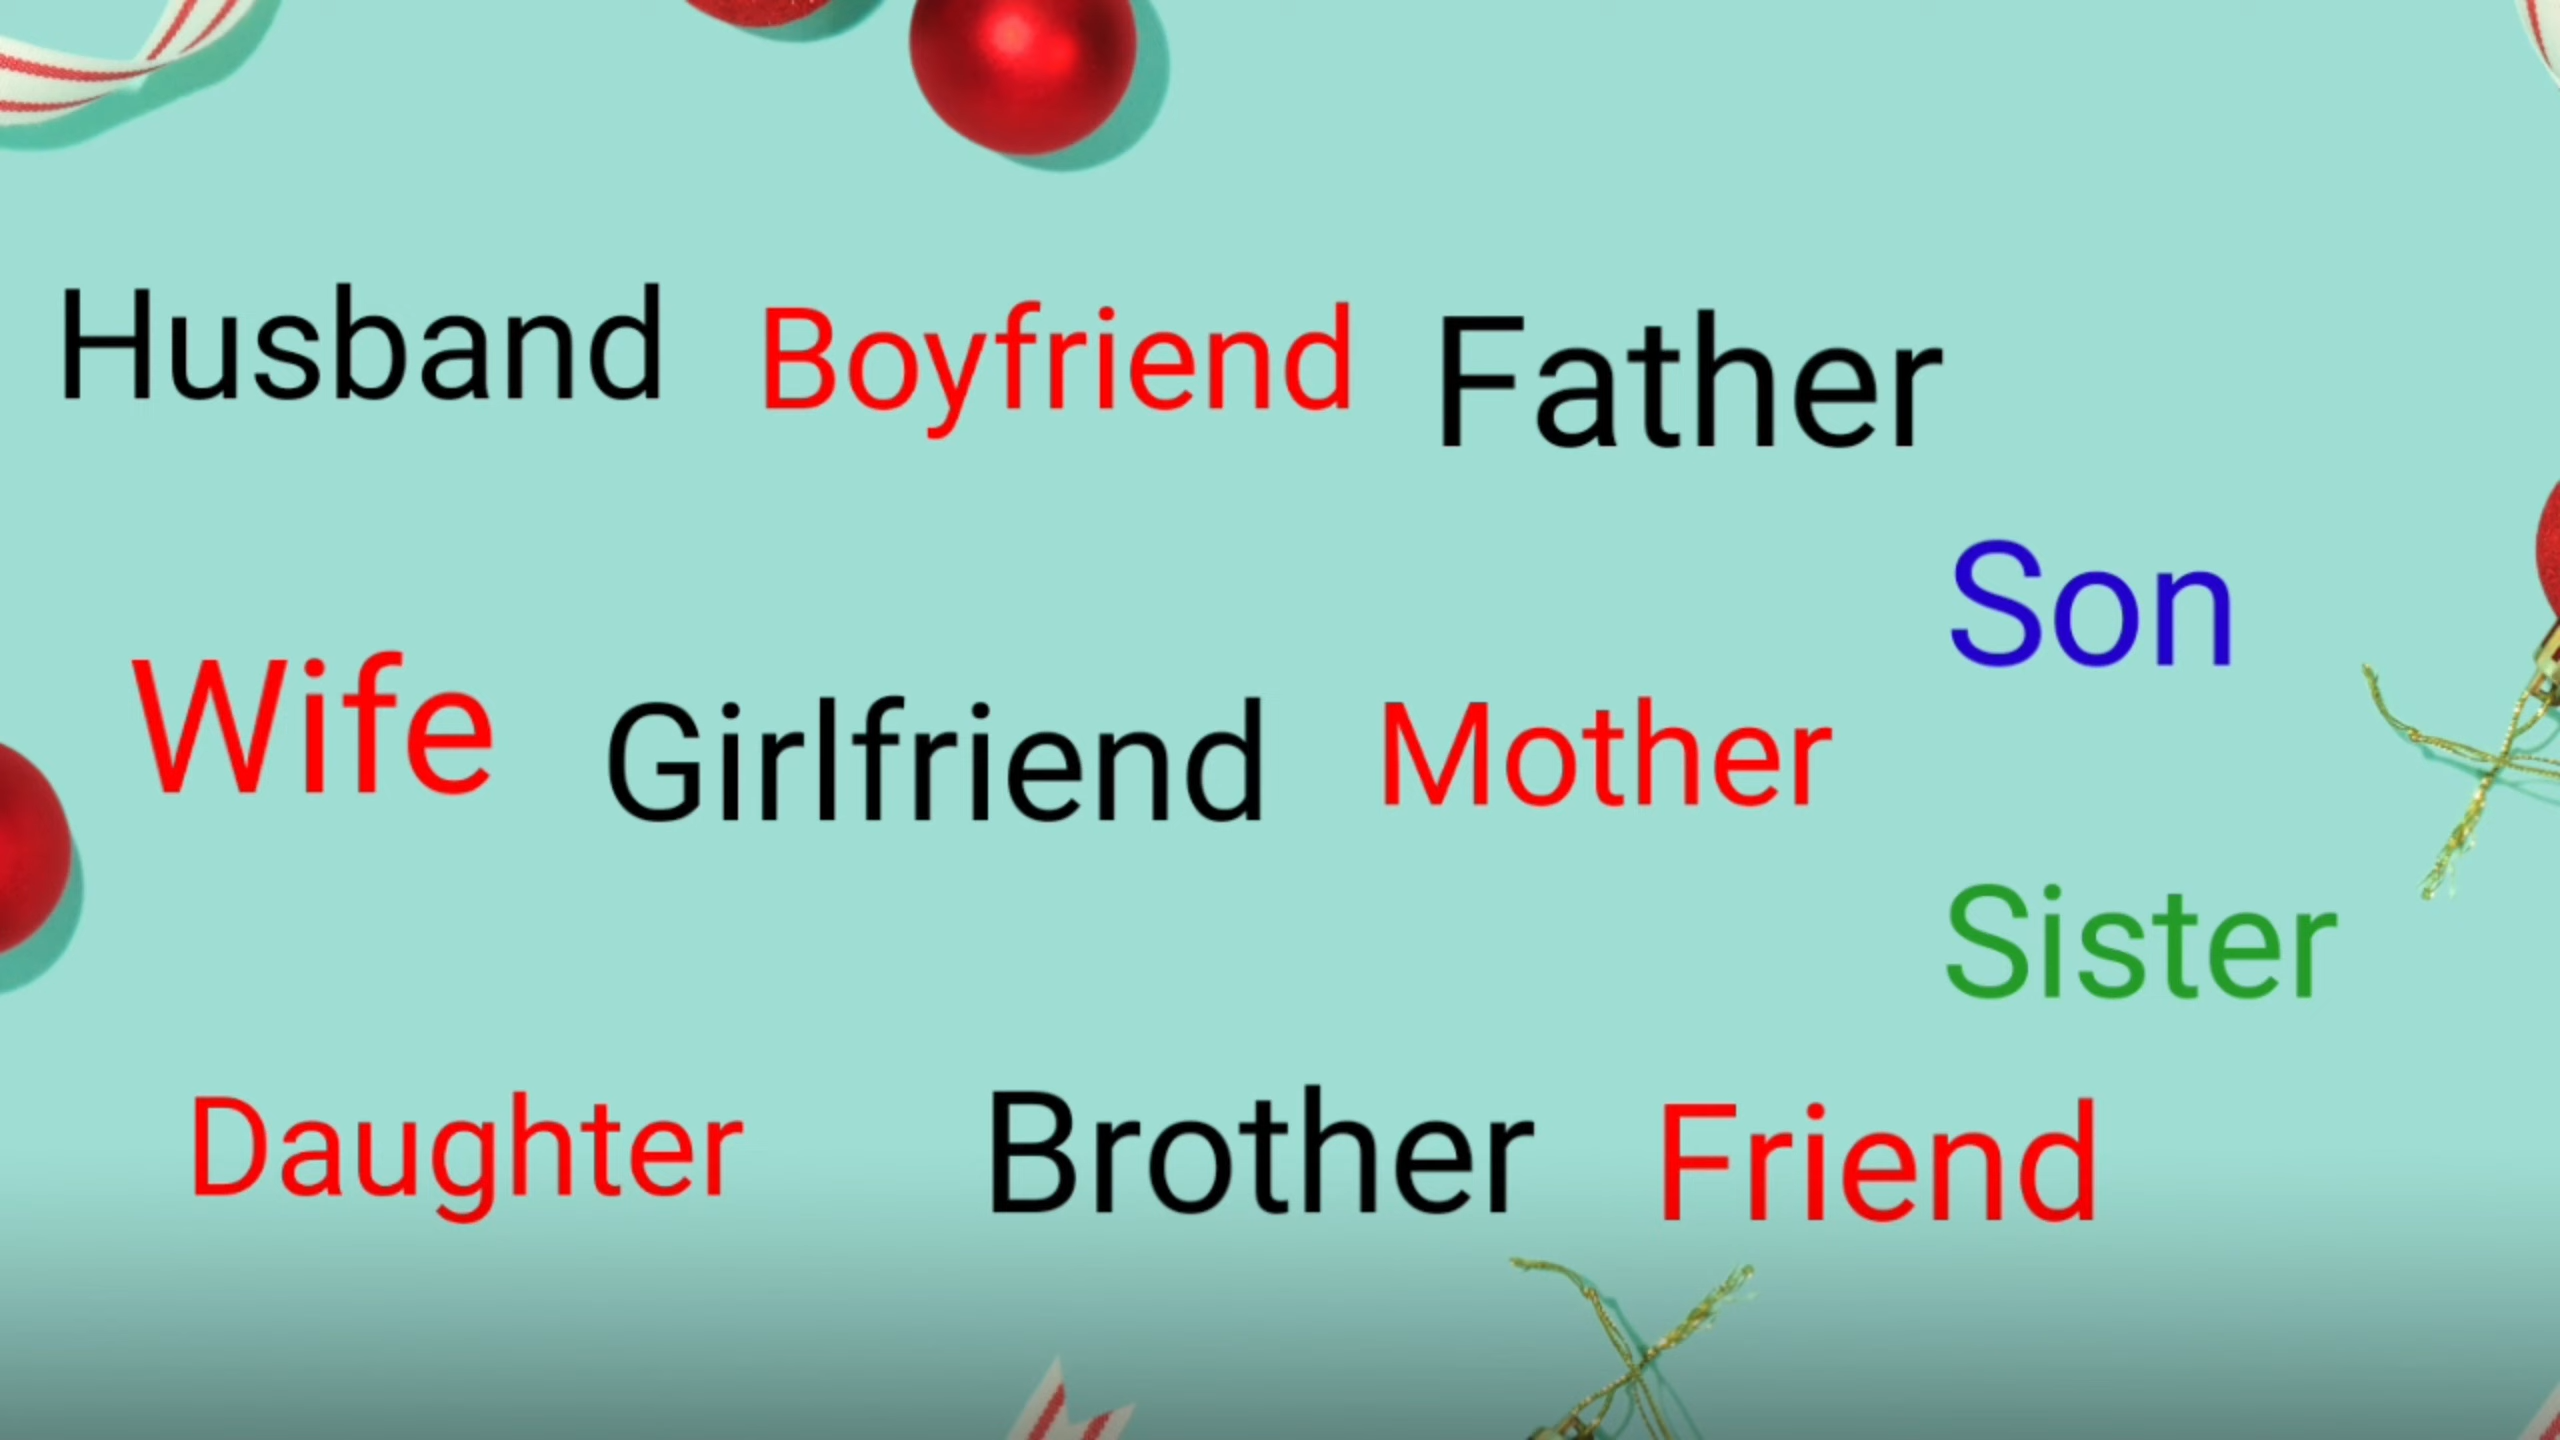 Husband Boyfriend Father
Son
Wife Girlfriend Mother
Sister
Daughter Brother Friend